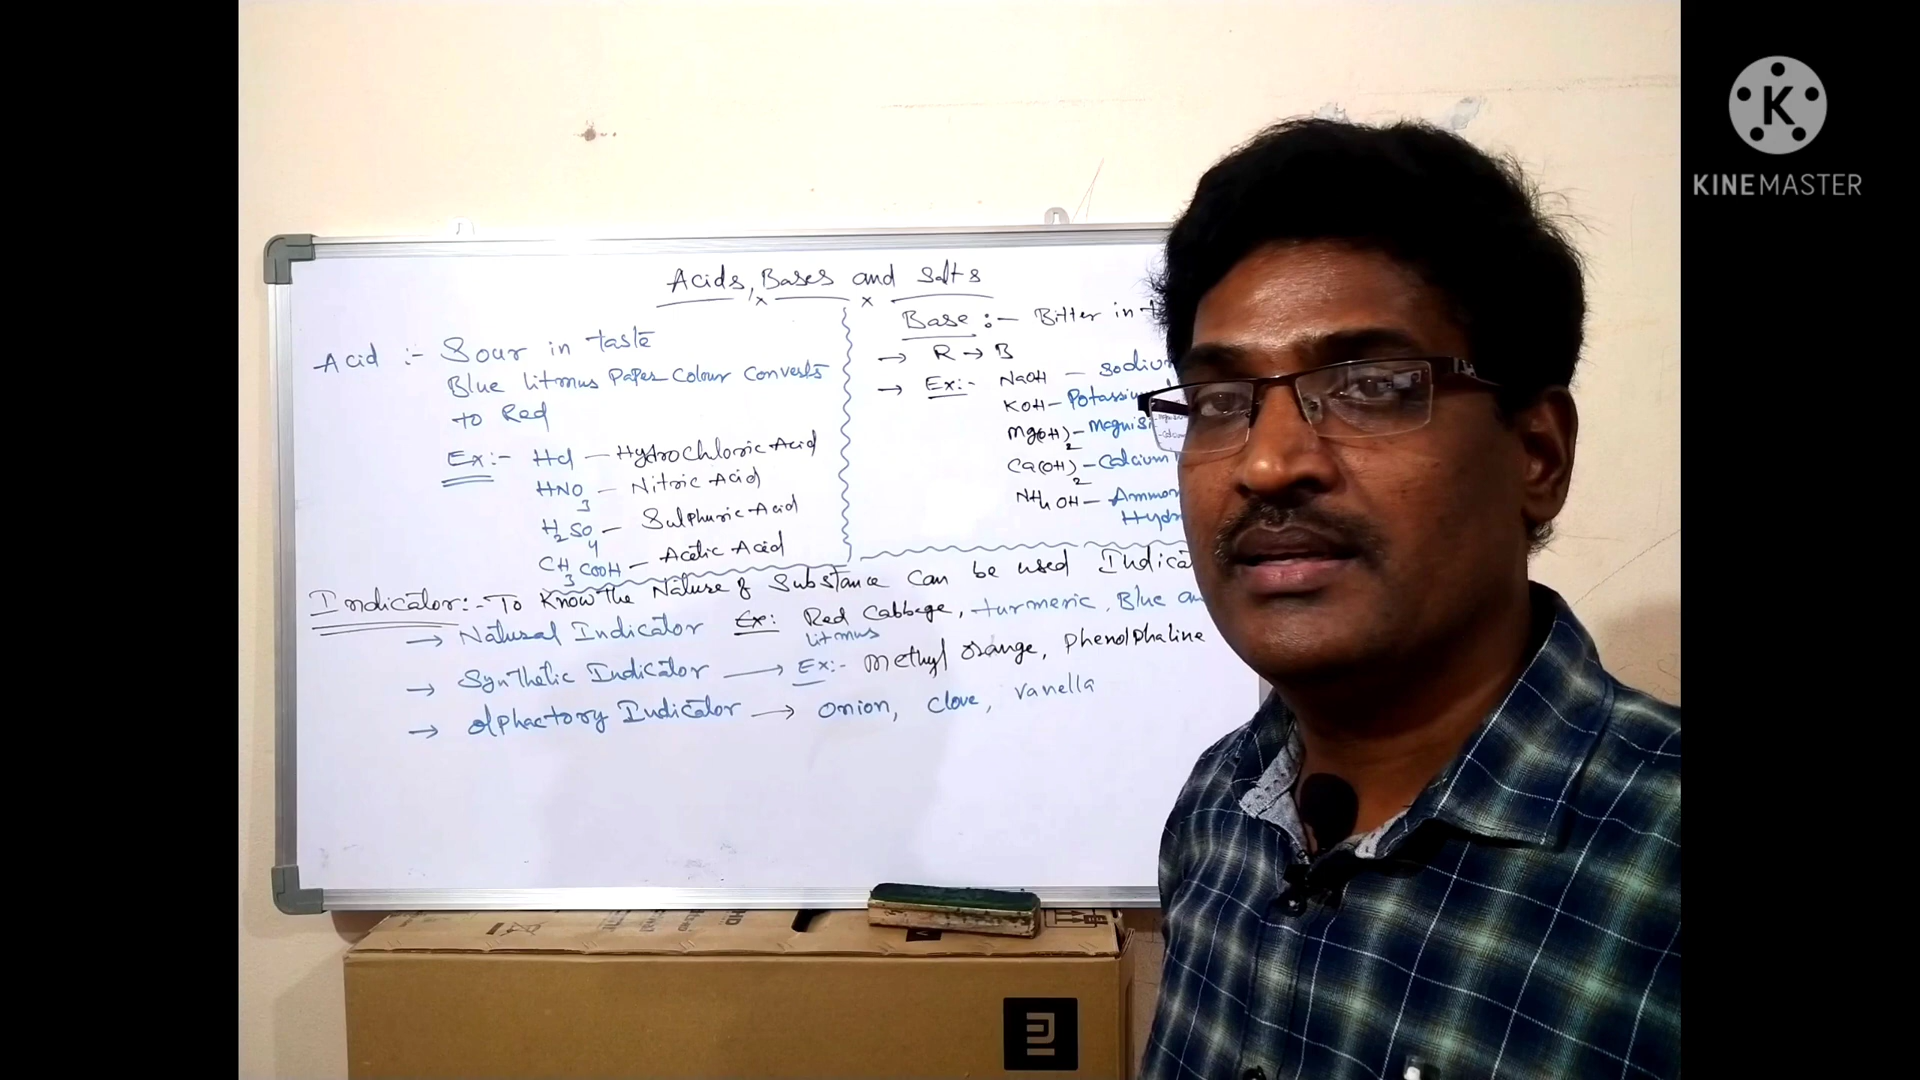 Acids, Bases and Salts
Acid :- Sour in taste
Blue litmus Paper Colour Converts
to Red
Ex:- Hcl - Hydrochloric Acid
HNO3 - Nitric Acid
H2SO4 - Sulphuric Acid
CH3COOH - Acetic Acid
Base :- Bitter in t
→ R → B
→ Ex:- NaOH - Sodiu
KOH - Potassiu
Mg(OH)2 - Magnisi
Ca(OH)2 - Calcium
NH4OH - Ammon
Hydr
Indicator:- To Know the Nature of Substance can be used Indica
→ Natural Indicator Ex: Red Cabbage, turmeric, Blue an
litmus
→ Synthetic Indicator → Ex:- Methyl orange, Phenolphaline
→ olphactory Indicator → onion, clove, vanella
K
KINEMASTER